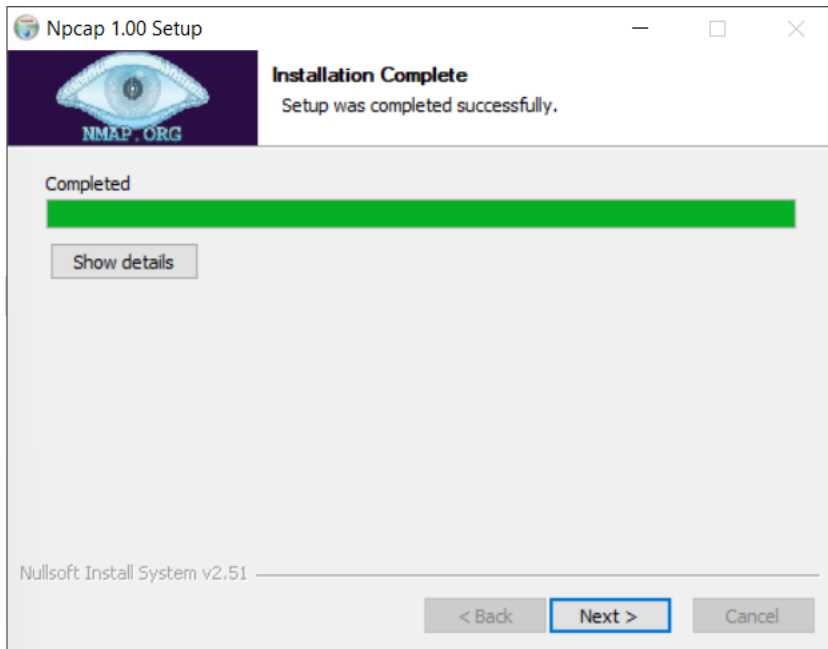 Npcap 1.00 Setup
NMAP.ORG
Installation Complete
Setup was completed successfully.
Completed
Show details
Nullsoft Install System v2.51
< Back
Next >
Cancel